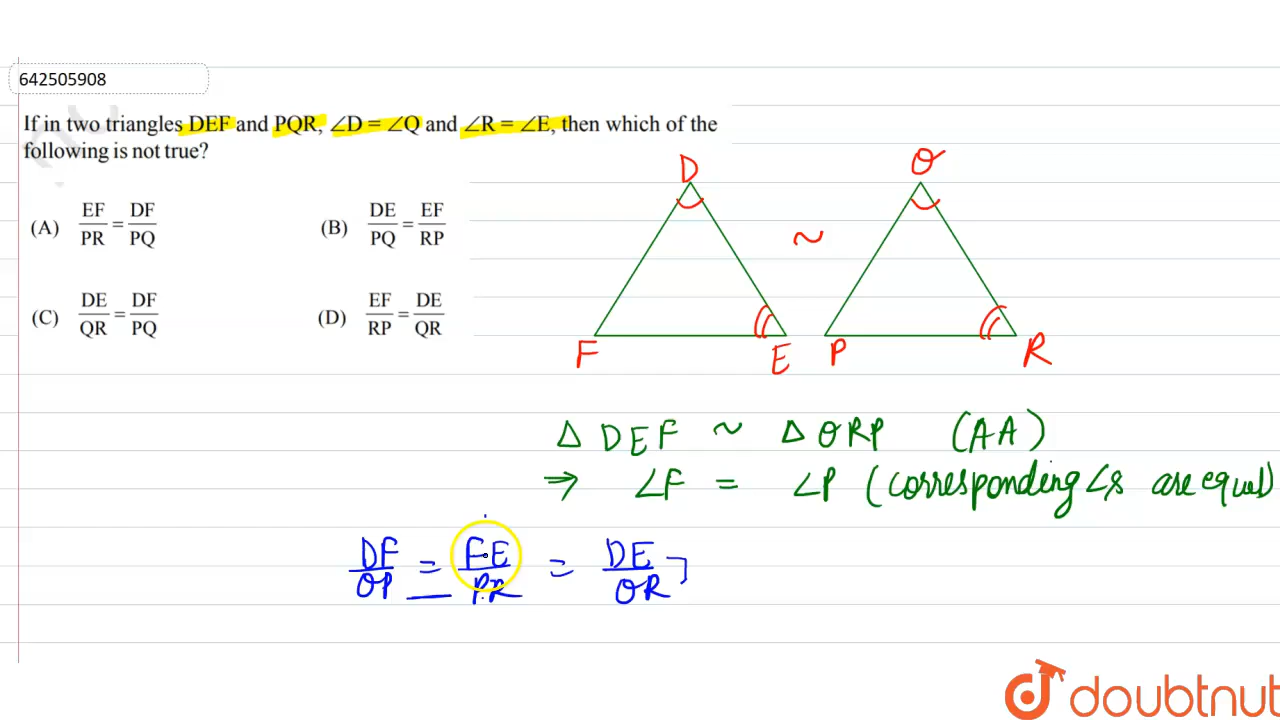 642505908
If in two triangles DEF and PQR, ∠D = ∠Q and ∠R = ∠E, then which of the
following is not true?
(A) EF/PR = DF/PQ (B) DE/PQ = EF/RP
(C) DE/QR = DF/PQ (D) EF/RP = DE/QR
D Q
~
F E P R
Δ DEF ~ Δ QRP (AA)
⇒ ∠F = ∠P (corresponding ∠s are equal)
DF/QP = FE/PR = DE/QR
doubtnut